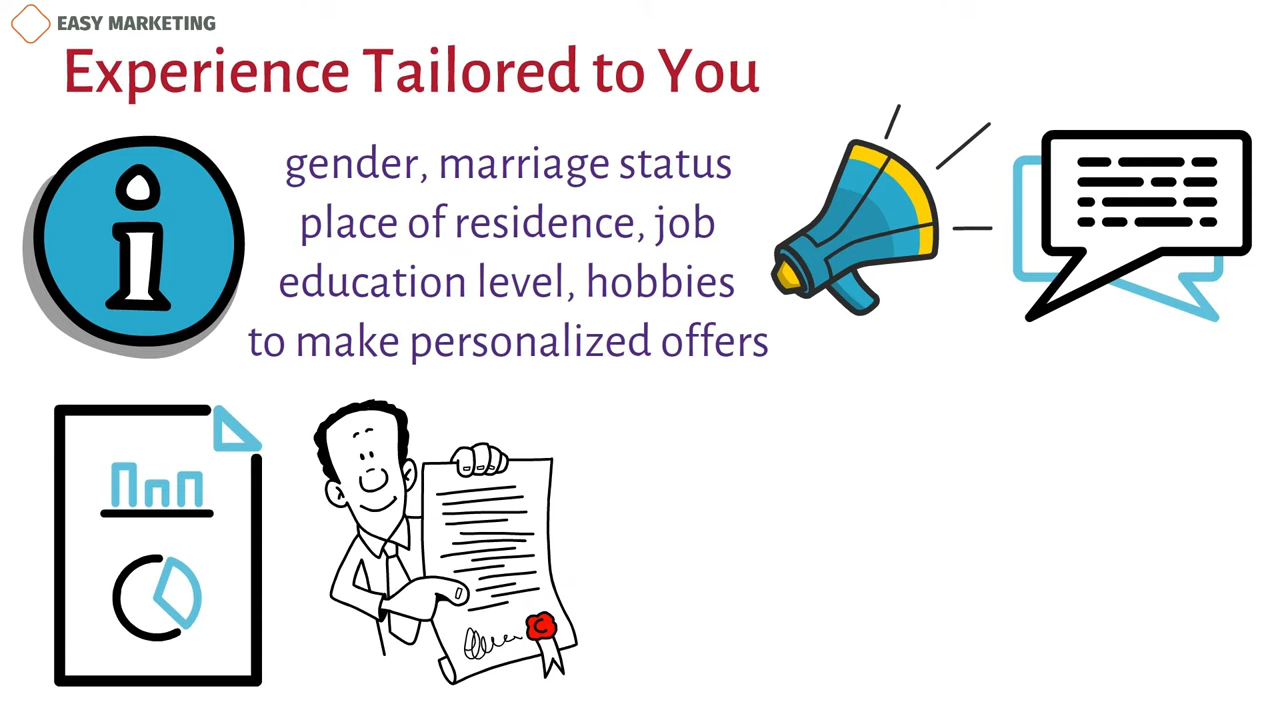 EASY MARKETING
Experience Tailored to You
gender, marriage status
place of residence, job
education level, hobbies
to make personalized offers
C